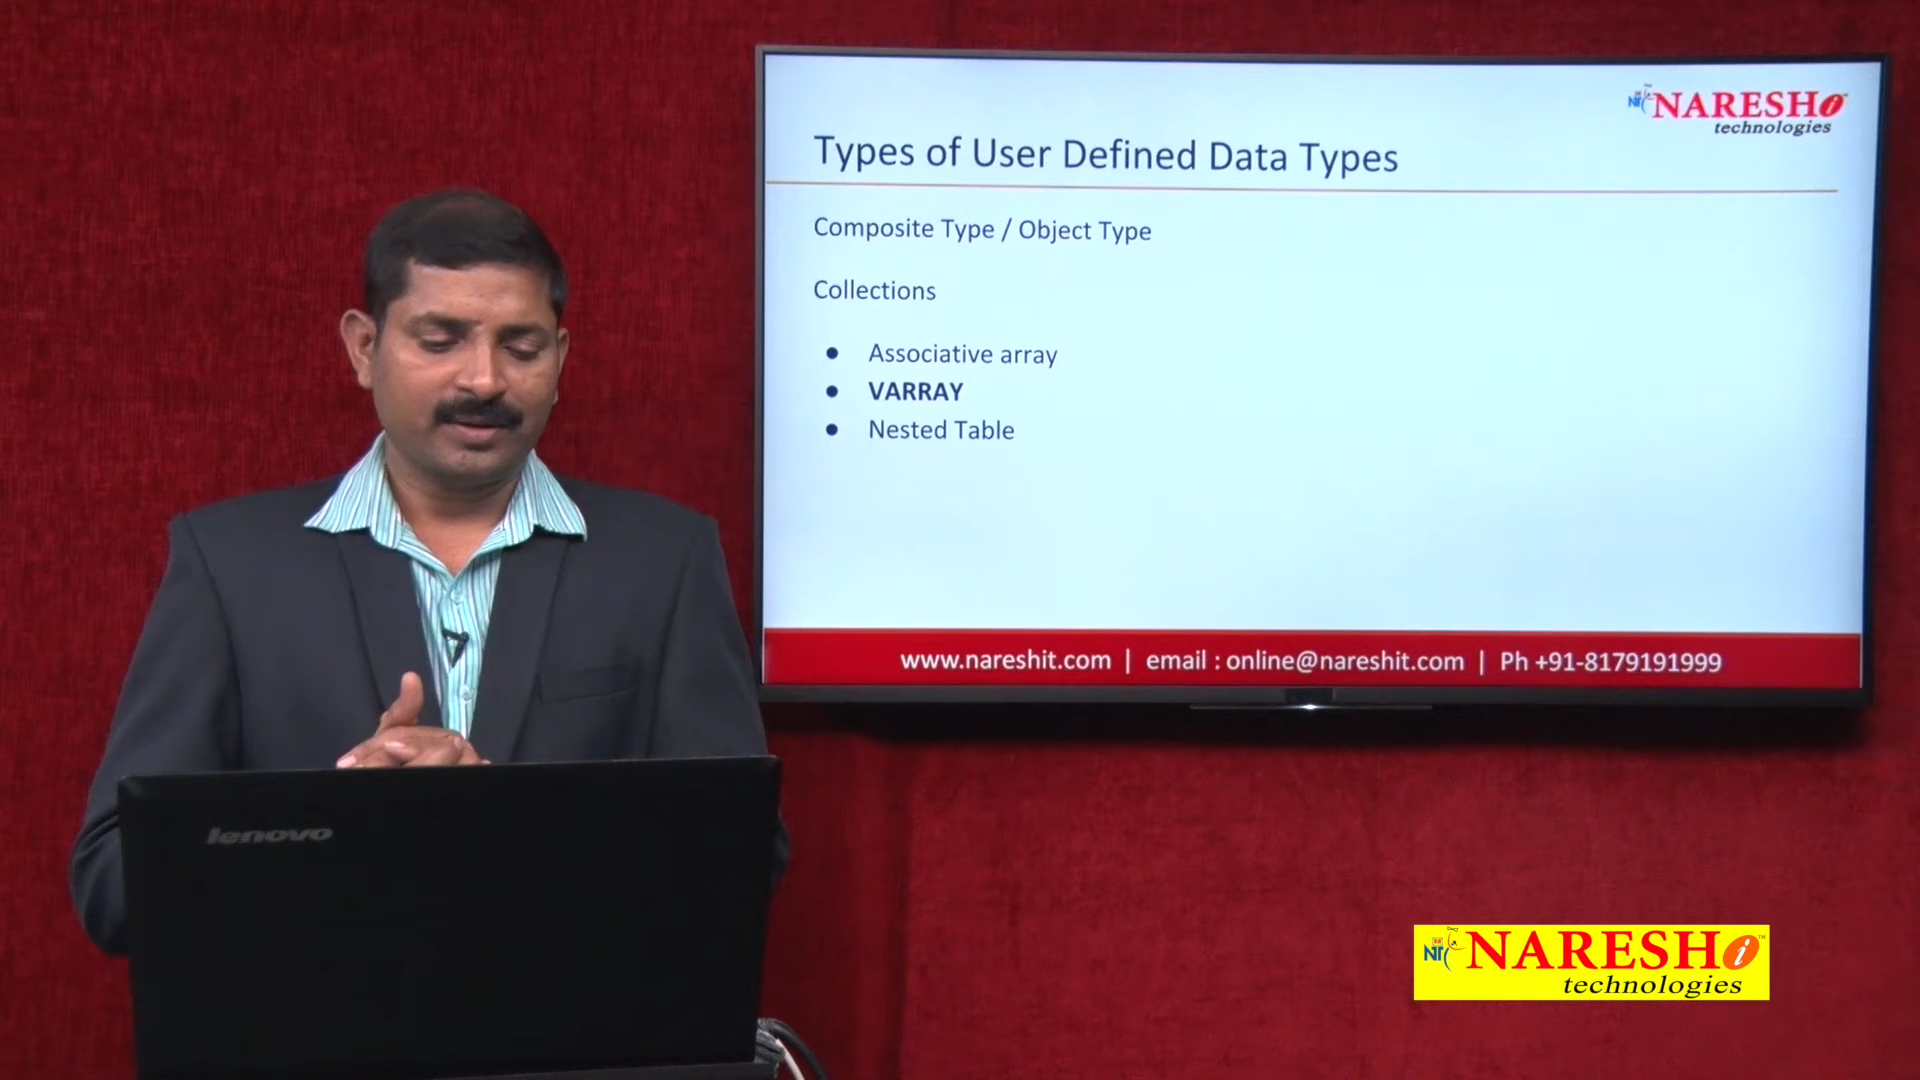 NARESH i
technologies
Types of User Defined Data Types
Composite Type / Object Type
Collections
● Associative array
● VARRAY
● Nested Table
www.nareshit.com | email : online@nareshit.com | Ph +91-8179191999
lenovo
NARESH i ™
technologies